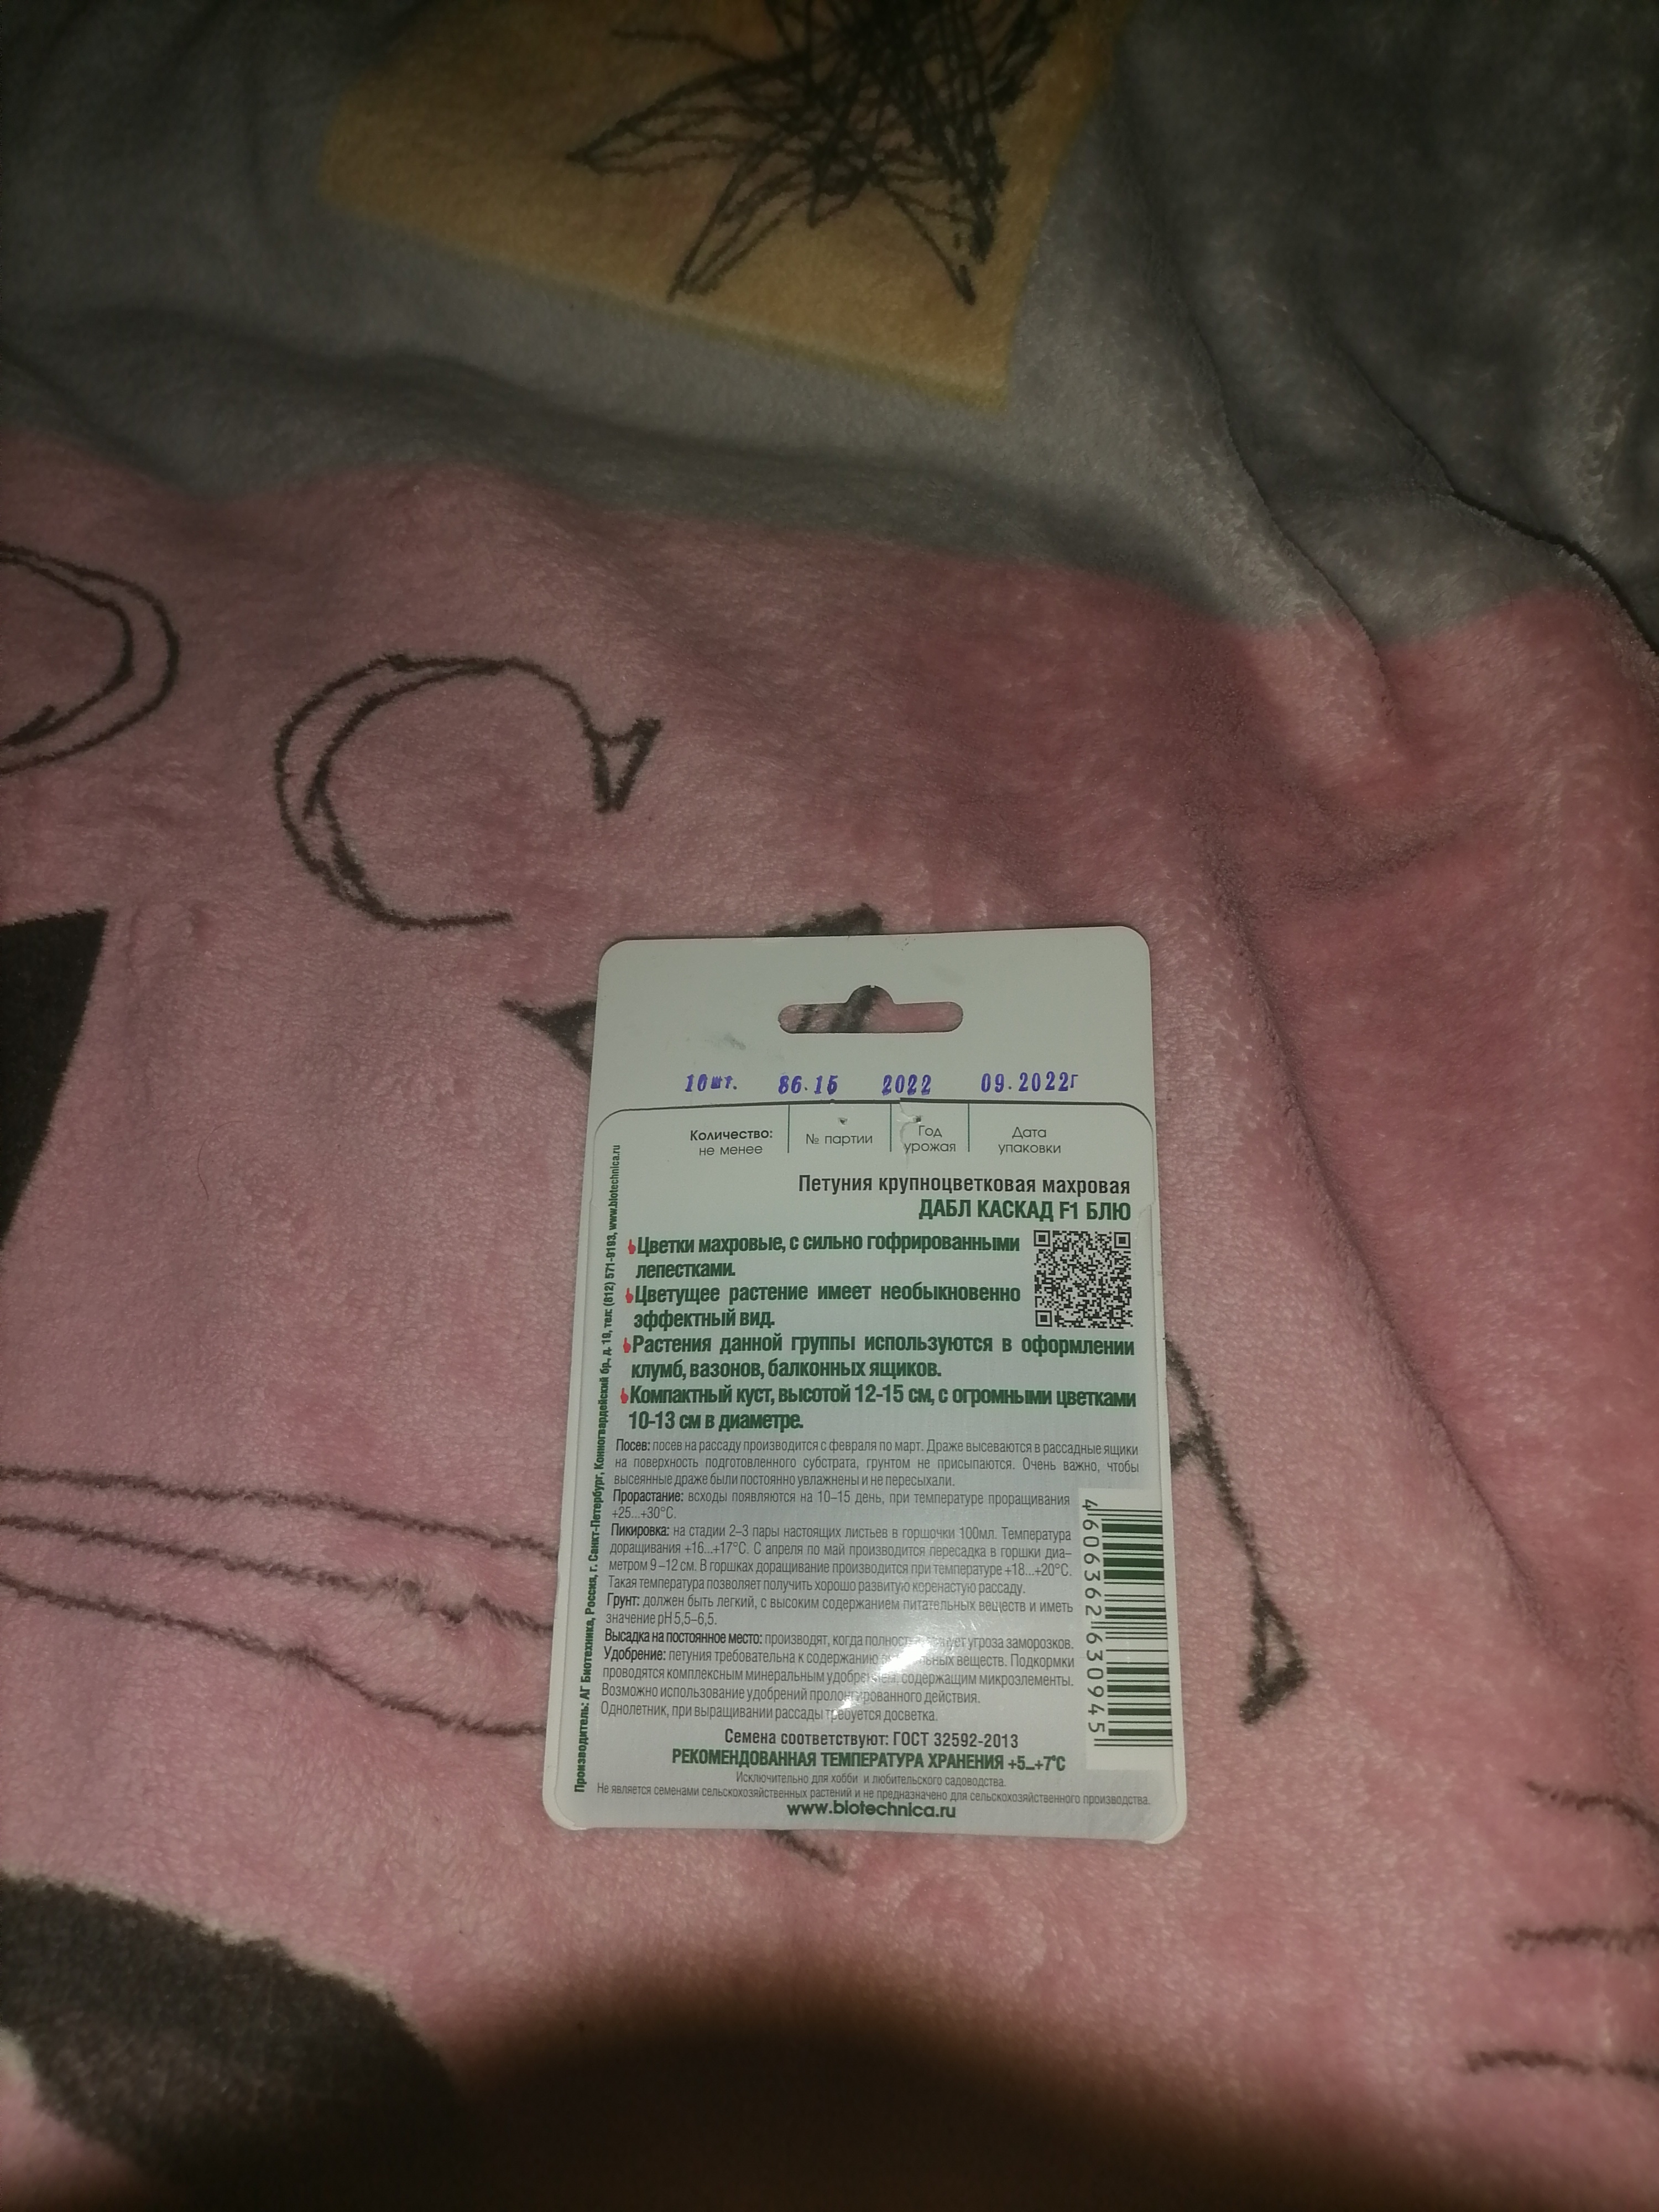 10шт. 86.15 2022 09.2022г
Количество: не менее
№ партии
Год урожая
Дата упаковки
Петуния крупноцветковая махровая
ДАБЛ КАСКАД F1 БЛЮ
Цветки махровые, с сильно гофрированными
лепестками.
Цветущее растение имеет необыкновенно
эффектный вид.
Растения данной группы используются в оформлении
клумб, вазонов, балконных ящиков.
Компактный куст, высотой 12-15 см, с огромными цветками
10-13 см в диаметре.
Посев: посев на рассаду производится с февраля по март. Драже высеваются в рассадные ящики
на поверхность подготовленного субстрата, грунтом не присыпаются. Очень важно, чтобы
высеянные драже были постоянно увлажнены и не пересыхали.
Прорастание: всходы появляются на 10–15 день, при температуре проращивания
+25...+30°C.
Пикировка: на стадии 2–3 пары настоящих листьев в горшочки 100мл. Температура
доращивания +16...+17°C. С апреля по май производится пересадка в горшки диа-
метром 9–12 см. В горшках доращивание производится при температуре +18...+20°C.
Такая температура позволяет получить хорошо развитую коренастую рассаду.
Грунт: должен быть легкий, с высоким содержанием питательных веществ и иметь
значение pH 5,5–6,5.
Высадка на постоянное место: производят, когда угроза заморозков.
Удобрение: петуния требовательна к содержанию веществ. Подкормки
проводятся комплексным минеральным удобрением, содержащим микроэлементы.
Возможно использование удобрений пролонгированного действия.
Однолетник, при выращивании рассады требуется досветка.
Семена соответствуют: ГОСТ 32592-2013
РЕКОМЕНДОВАННАЯ ТЕМПЕРАТУРА ХРАНЕНИЯ +5...+7°C
Исключительно для хобби и любительского садоводства.
Не является семенами сельскохозяйственных растений и не предназначено для сельскохозяйственного производства.
www.biotechnica.ru
Производитель: АГ Биотехника, Россия, г. Санкт-Петербург, Конногвардейский бр., д. 19, тел: (812) 571-9193, www.biotechnica.ru
4606362630945